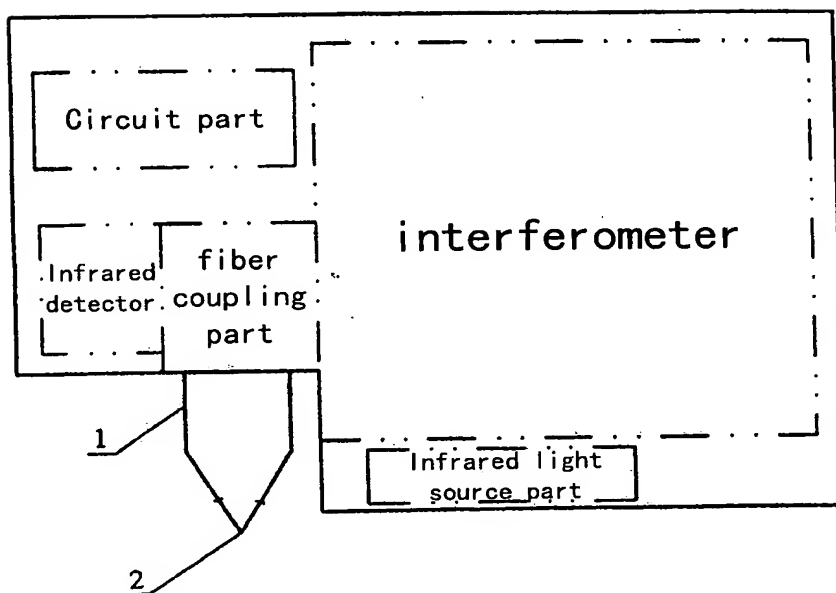 Circuit part
interferometer
Infrared
detector
fiber
coupling
part
1
Infrared light
source part
2